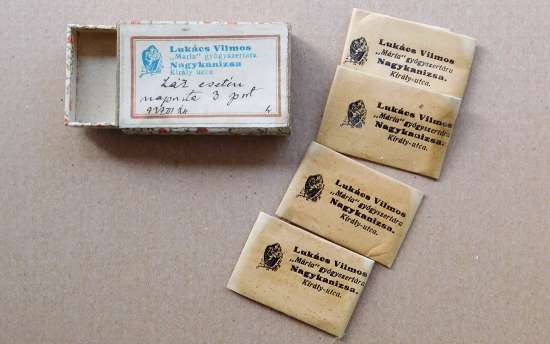 Lukács Vilmos
„Mária" gyógyszertára
Nagykanizsa
Király utca
Láz esetén
naponta 3 port
Lukács Vilmos
„Mária" gyógyszertára
Nagykanizsa.
Király-utca.
Lukács Vilmos
„Mária" gyógyszertára
Nagykanizsa.
Király-utca.
Lukács Vilmos
„Mária" gyógyszertára
Nagykanizsa.
Király-utca.
Lukács Vilmos
„Mária" gyógyszertára
Nagykanizsa.
Király-utca.